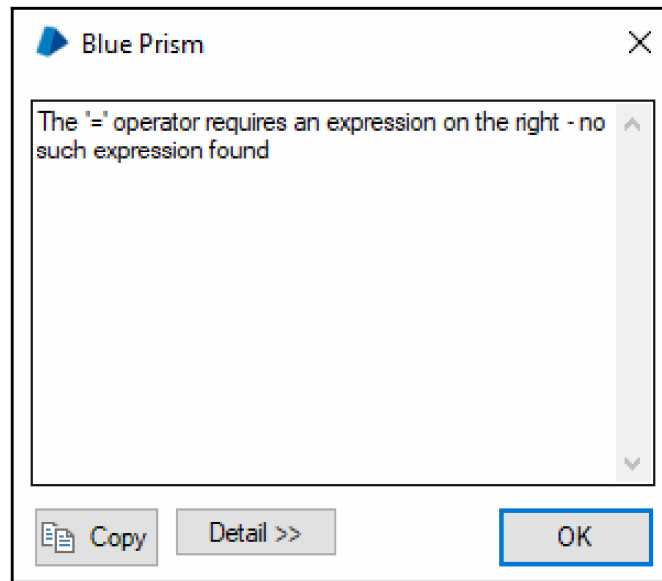 Blue Prism
The '=' operator requires an expression on the right - no
such expression found
Copy
Detail >>
OK